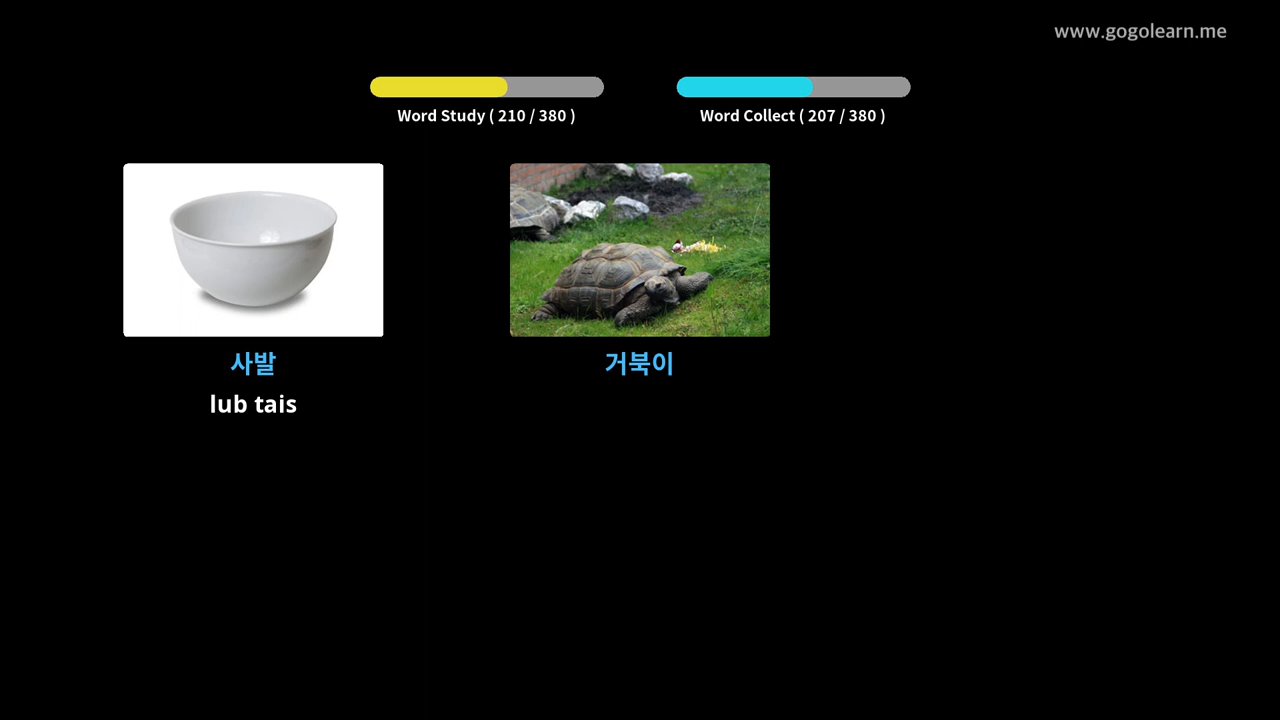 www.gogolearn.me
Word Study ( 210 / 380 )
Word Collect ( 207 / 380 )
사발
거북이
lub tais